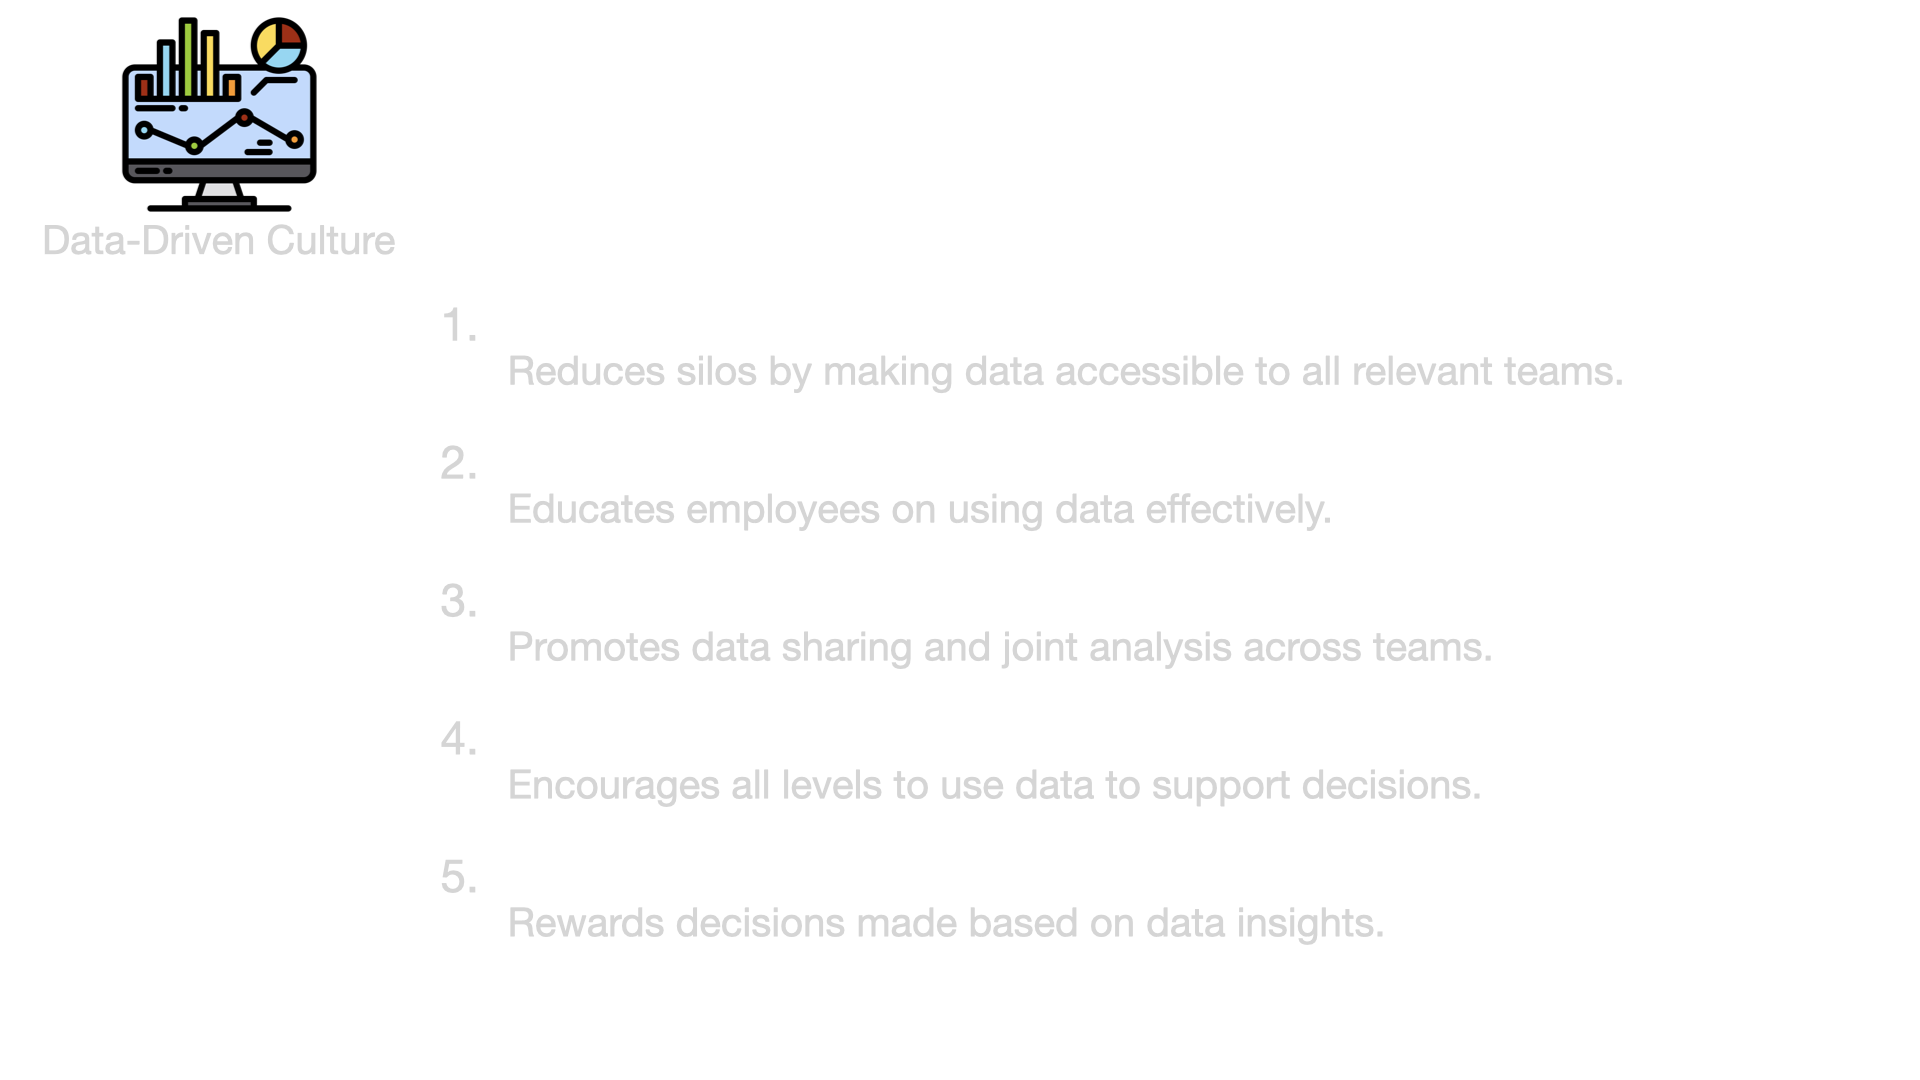 Data-Driven Culture
1.
Reduces silos by making data accessible to all relevant teams.
2.
Educates employees on using data effectively.
3.
Promotes data sharing and joint analysis across teams.
4.
Encourages all levels to use data to support decisions.
5.
Rewards decisions made based on data insights.